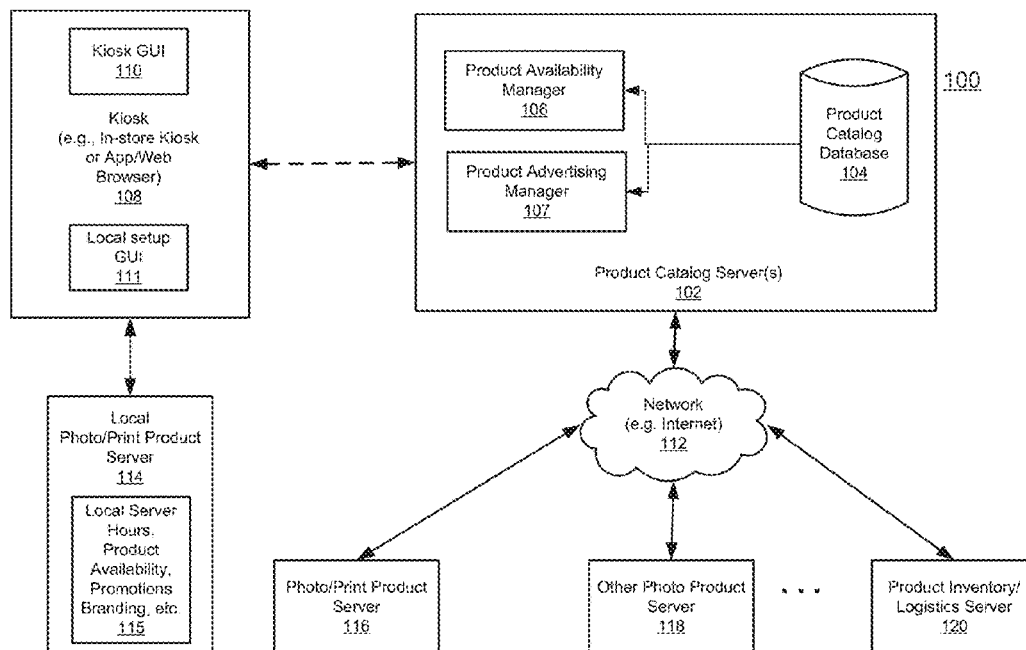 Kiosk GUI
110
Kiosk
(e.g., In-store Kiosk
or App/Web
Browser)
108
Local setup
GUI
111
Product Availability
Manager
106
Product Advertising
Manager
107
Product
Catalog
Database
104
100
Product Catalog Server(s)
102
Local
Photo/Print Product
Server
114
Local Server
Hours,
Product
Availability,
Promotions
Branding, etc
115
Network
(e.g. Internet)
112
Photo/Print Product
Server
116
Other Photo Product
Server
118
. . .
Product Inventory/
Logistics Server
120